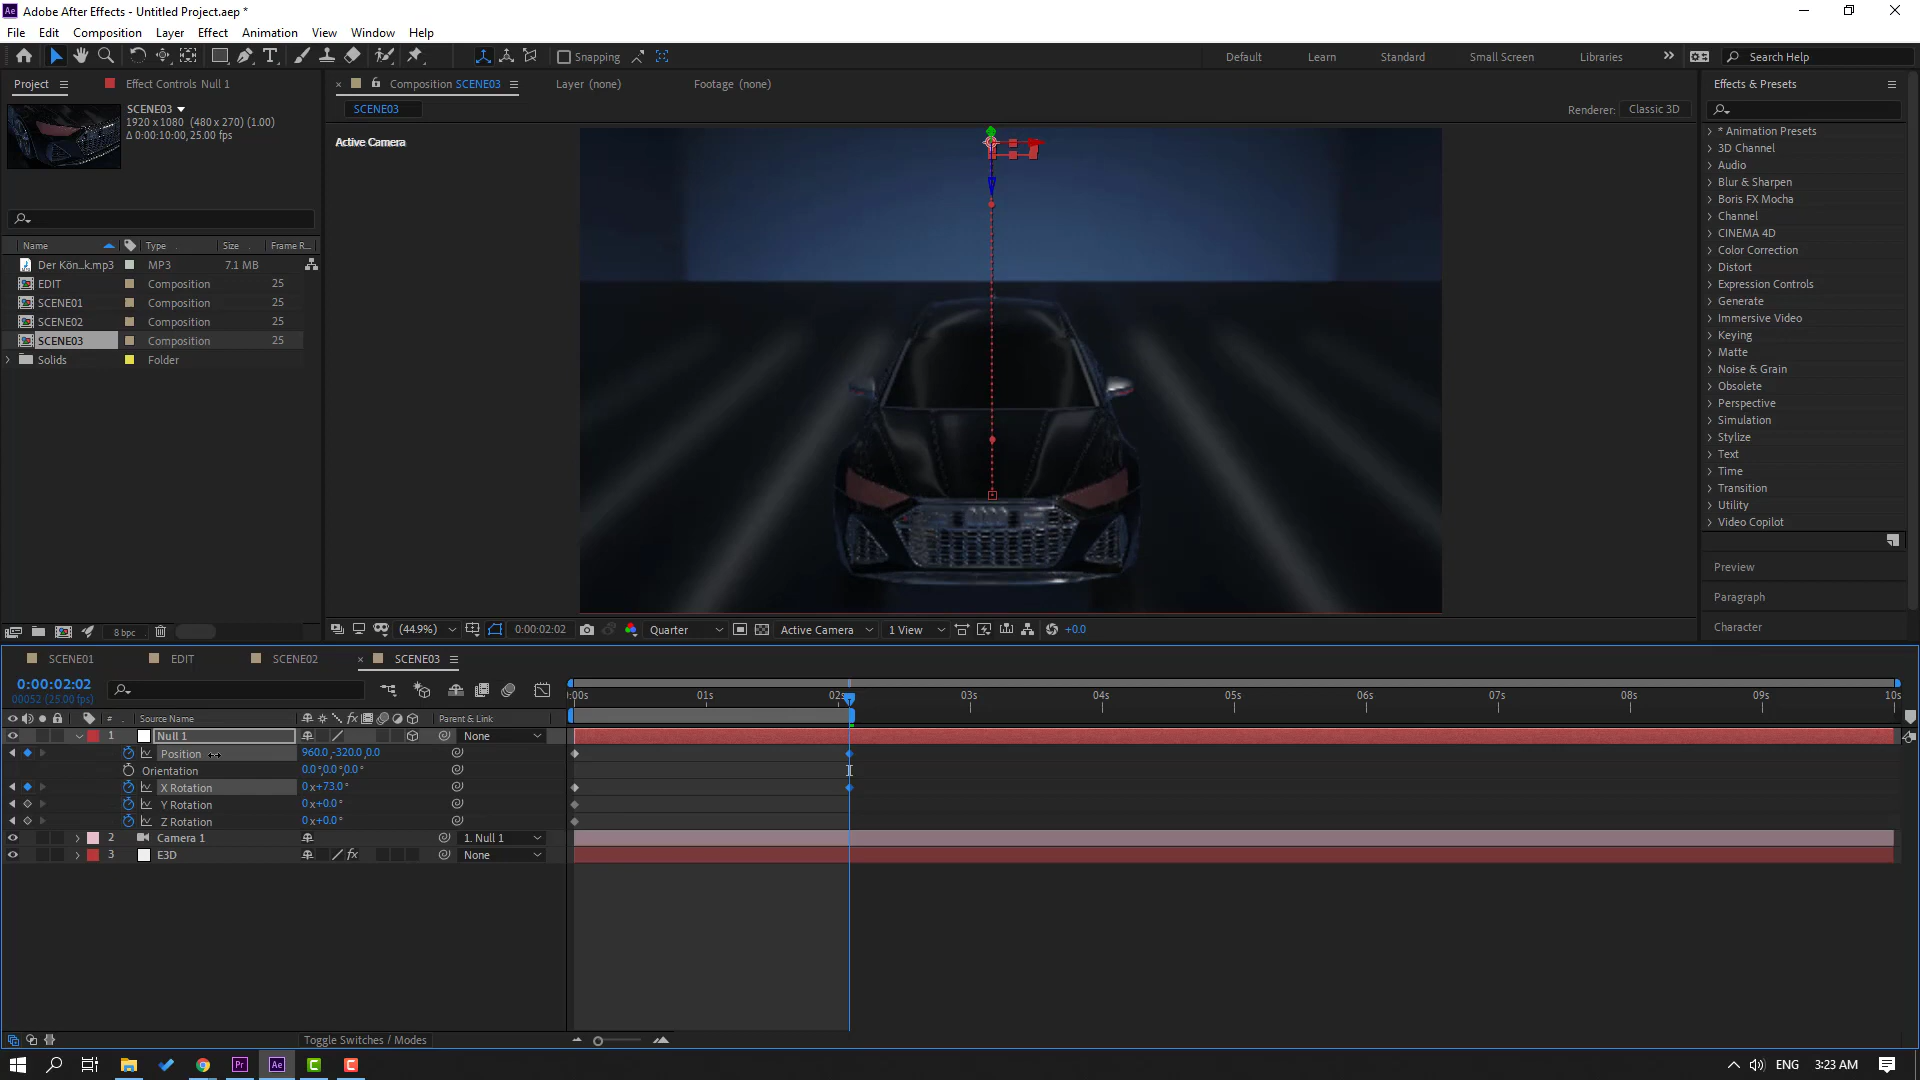 Ae Adobe After Effects - Untitled Project.aep *
File Edit Composition Layer Effect Animation View Window Help
Snapping Default Learn Standard Small Screen Libraries Search Help
Project Effect Controls Null 1 Composition SCENE03 Layer (none) Footage (none) Effects & Presets
SCENE03 SCENE03 Renderer: Classic 3D
1920 x 1080 (480 x 270) (1.00)
Δ 0:00:10:00, 25.00 fps
Active Camera
Name Type Size Frame R...
Der Kön_k.mp3 MP3 7.1 MB
EDIT Composition 25
SCENE01 Composition 25
SCENE02 Composition 25
SCENE03 Composition 25
Solids Folder
* Animation Presets
3D Channel
Audio
Blur & Sharpen
Boris FX Mocha
Channel
CINEMA 4D
Color Correction
Distort
Expression Controls
Generate
Immersive Video
Keying
Matte
Noise & Grain
Obsolete
Perspective
Simulation
Stylize
Text
Time
Transition
Utility
Video Copilot
Preview
Paragraph
Character
8 bpc (44.9%) 0:00:02:02 Quarter Active Camera 1 View +0.0
SCENE01 EDIT SCENE02 SCENE03
0:00:02:02
00052 (25.00 fps)
:00s 01s 02s 03s 04s 05s 06s 07s 08s 09s 10s
# Source Name fx Parent & Link
1 Null 1 None
Position 960.0,-320.0,0.0
Orientation 0.0°,0.0°,0.0°
X Rotation 0x+73.0°
Y Rotation 0x+0.0°
Z Rotation 0x+0.0°
2 Camera 1 1. Null 1
3 E3D fx None
Toggle Switches / Modes
Pr Ae C C ENG 3:23 AM